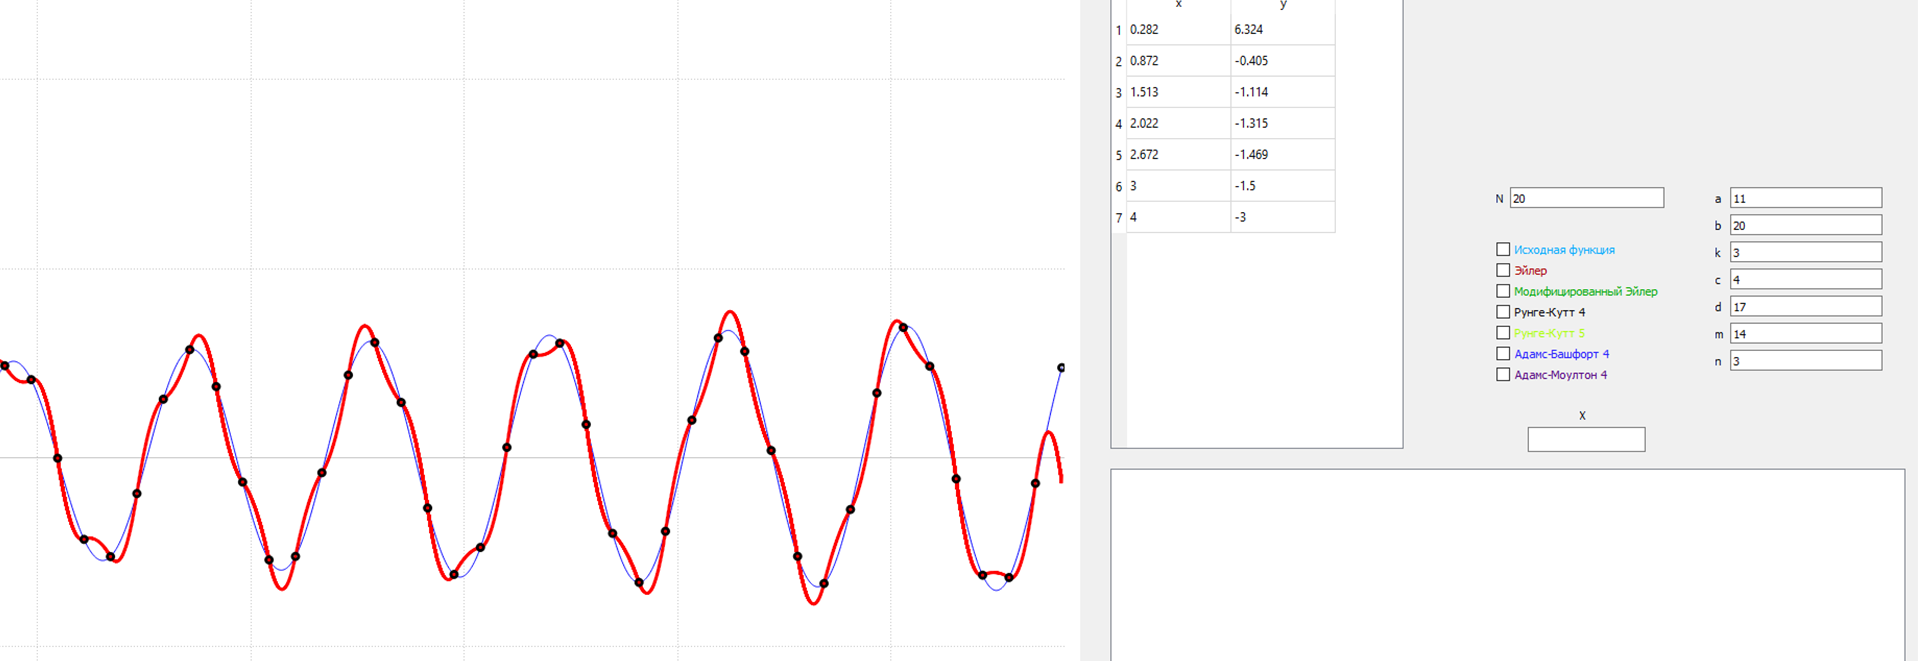 x y
1 0.282 6.324
2 0.872 -0.405
3 1.513 -1.114
4 2.022 -1.315
5 2.672 -1.469
6 3 -1.5
7 4 -3
N 20
a 11
b 20
k 3
c 4
d 17
m 14
n 3
Исходная функция
Эйлер
Модифицированный Эйлер
Рунге-Кутт 4
Рунге-Кутт 5
Адамс-Башфорт 4
Адамс-Моултон 4
X